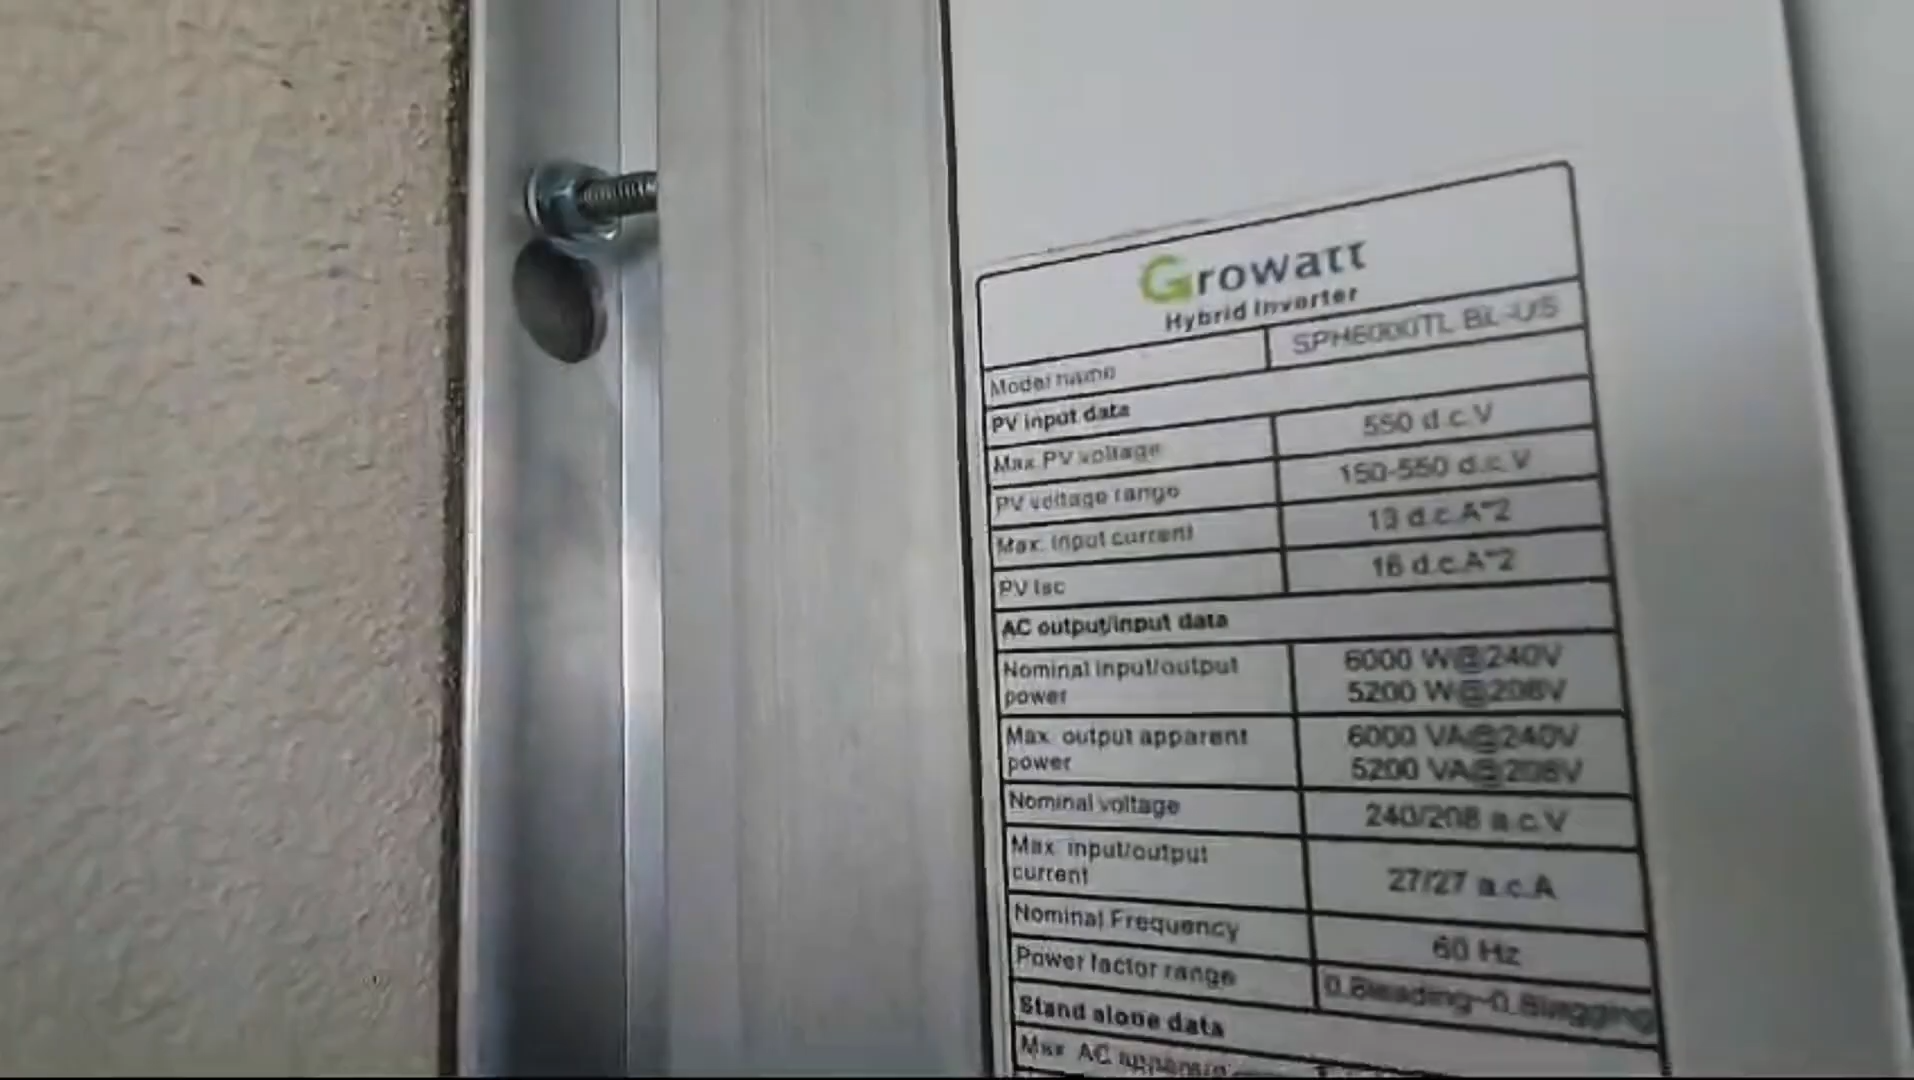 Growatt
Hybrid Inverter
Model name SPH6000TL BL-US
PV input data
Max PV voltage 550 d.c.V
PV voltage range 150-550 d.c.V
Max. input current 13 d.c.A*2
PV Isc 16 d.c.A*2
AC output/input data
Nominal input/output power 6000 W@240V
5200 W@208V
Max. output apparent power 6000 VA@240V
5200 VA@208V
Nominal voltage 240/208 a.c.V
Max input/output current 27/27 a.c.A
Nominal Frequency 60 Hz
Power factor range 0.8leading~0.8lagging
Stand alone data
Max AC